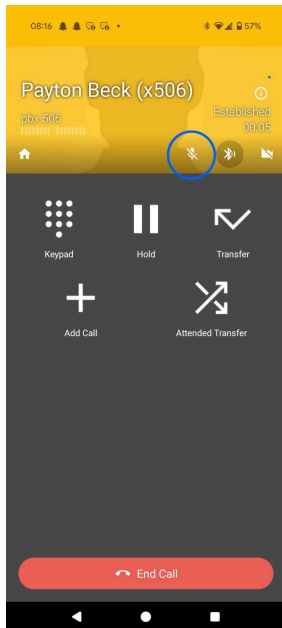 08:16
57%
Payton Beck (x506)
pbx 506
Established
00:05
Keypad
Hold
Transfer
Add Call
Attended Transfer
End Call